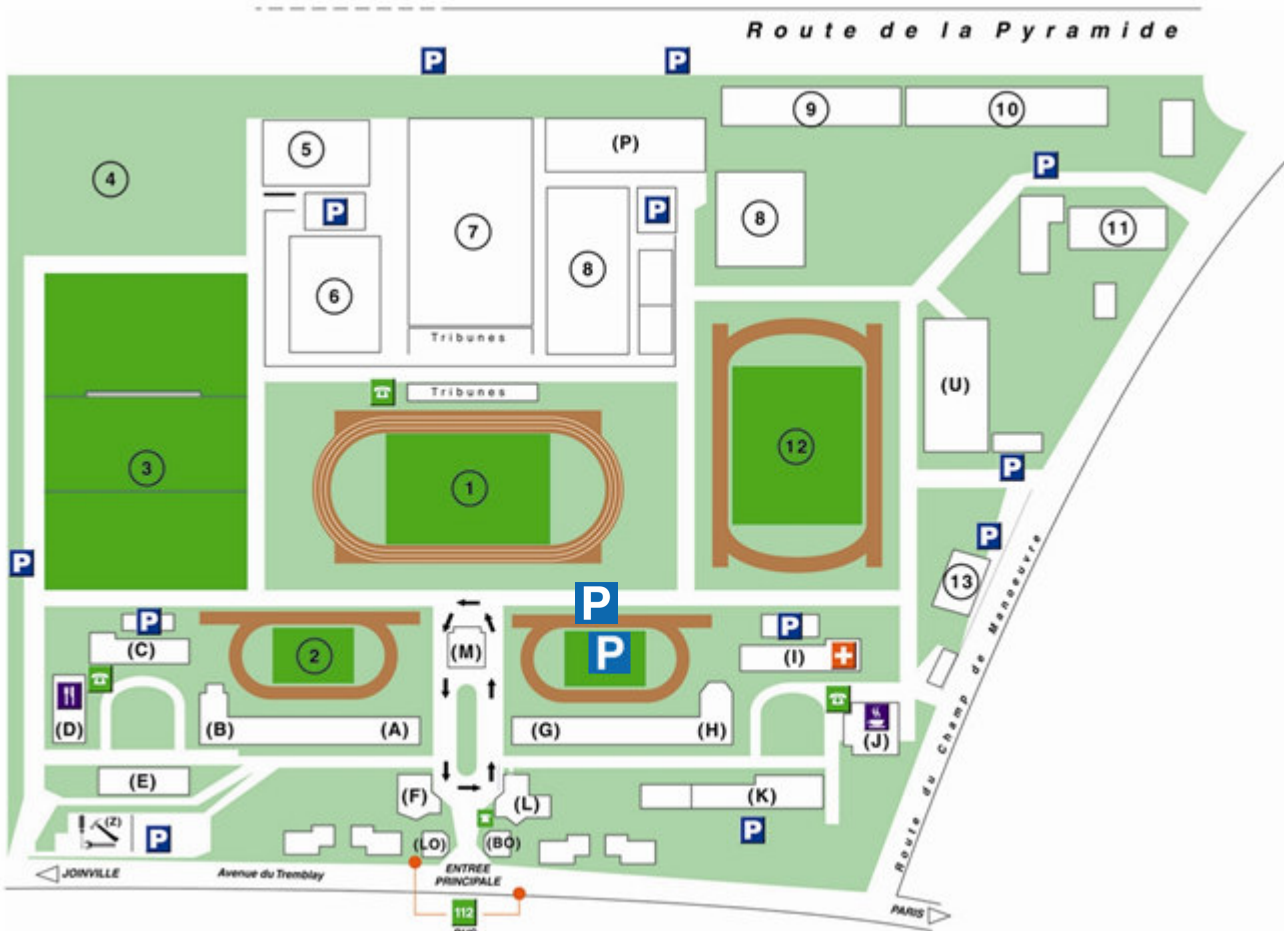 Route de la Pyramide
P
P
9
10
5
(P)
4
P
P
P
8
7
11
8
6
Tribunes
(U)
Tribunes
12
3
1
P
P
P
13
P
P
P
P
(C)
2
(M)
(I)
(D)
(B)
(A)
(G)
(H)
(J)
(E)
(F)
(L)
(K)
(Z)
P
P
(LO)
(BO)
Route du Champ de Manoeuvre
JOINVILLE
Avenue du Tremblay
ENTREE
PRINCIPALE
112
BUS
PARIS